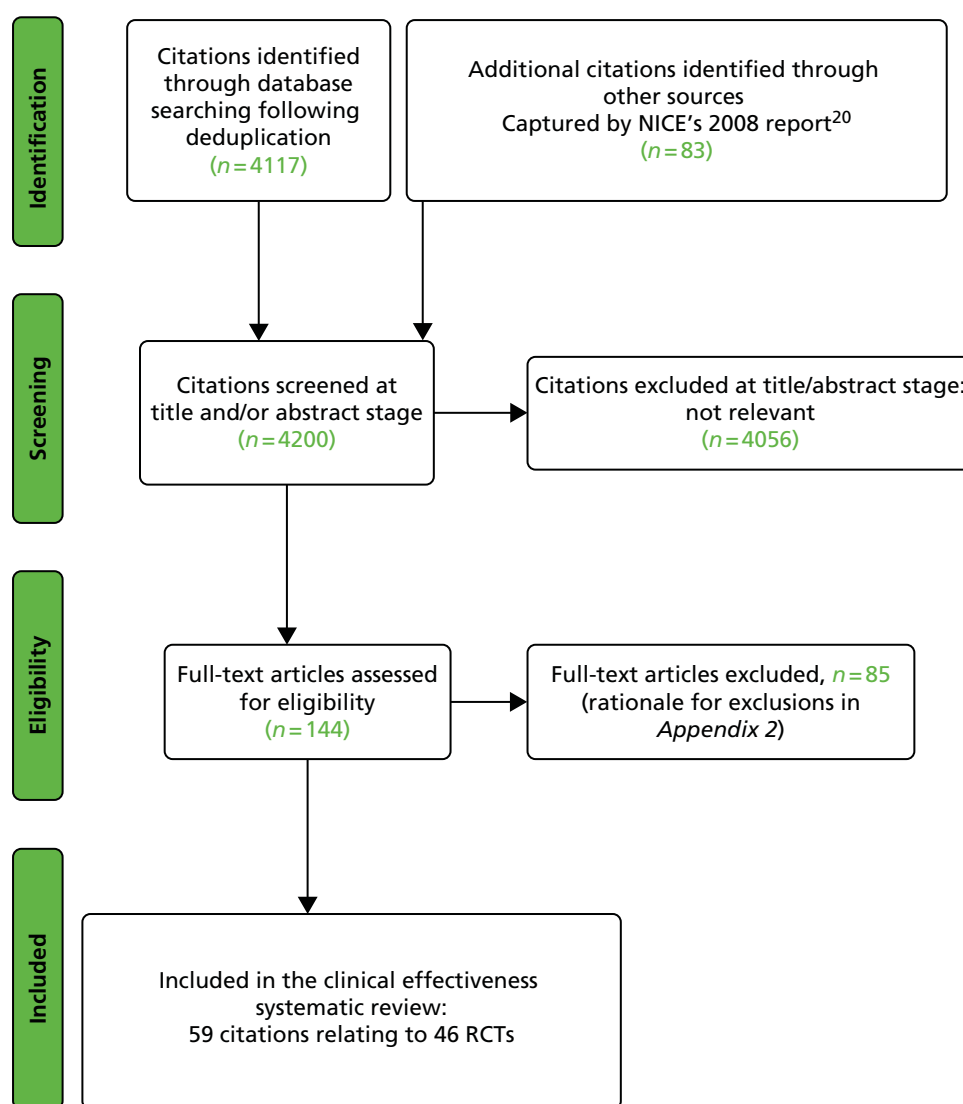 Identification
Citations identified
through database
searching following
deduplication
(n=4117)
Additional citations identified through
other sources
Captured by NICE's 2008 report20
(n=83)
Screening
Citations screened at
title and/or abstract stage
(n=4200)
Citations excluded at title/abstract stage:
not relevant
(n=4056)
Eligibility
Full-text articles assessed
for eligibility
(n=144)
Full-text articles excluded, n=85
(rationale for exclusions in
Appendix 2)
Included
Included in the clinical effectiveness
systematic review:
59 citations relating to 46 RCTs